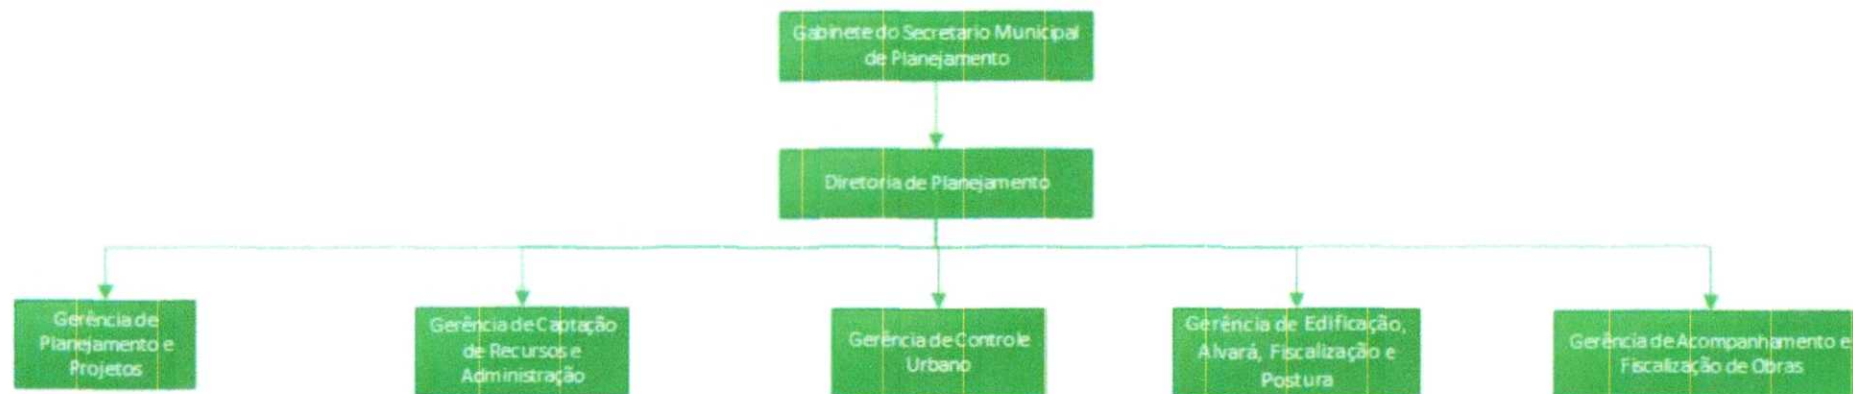 Gabinete do Secretario Municipal
de Planejamento
Diretoria de Planejamento
Gerência de
Planejamento e
Projetos
Gerência de Captação
de Recursos e
Administração
Gerência de Controle
Urbano
Gerência de Edificação,
Alvará, Fiscalização e
Postura
Gerência de Acompanhamento e
Fiscalização de Obras